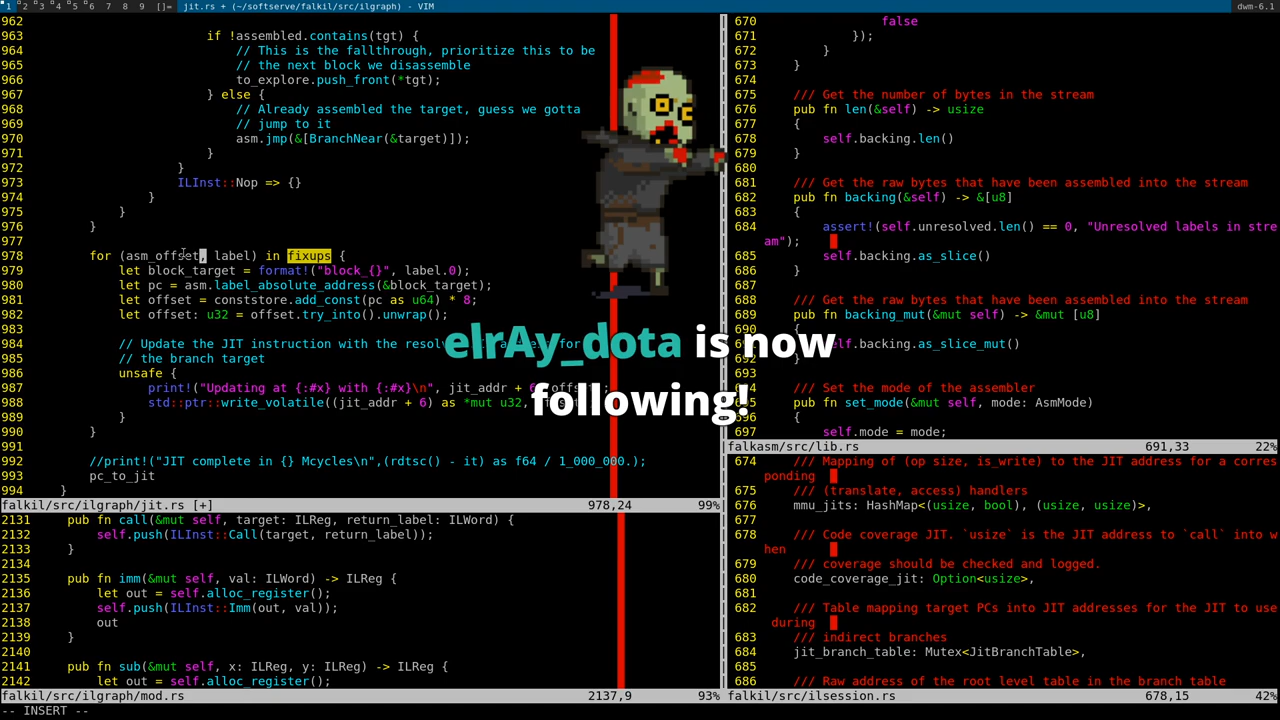 1 2 3 4 5 6 7 8 9 []= jit.rs + (~/softserve/falkil/src/ilgraph) - VIM dwm-6.1
962
963 if !assembled.contains(tgt) {
964 // This is the fallthrough, prioritize this to be
965 // the next block we disassemble
966 to_explore.push_front(*tgt);
967 } else {
968 // Already assembled the target, guess we gotta
969 // jump to it
970 asm.jmp(&[BranchNear(&target)]);
971 }
972 }
973 ILInst::Nop => {}
974 }
975 }
976 }
977
978 for (asm_offset, label) in fixups {
979 let block_target = format!("block_{}", label.0);
980 let pc = asm.label_absolute_address(&block_target);
981 let offset = conststore.add_const(pc as u64) * 8;
982 let offset: u32 = offset.try_into().unwrap();
983
984 // Update the JIT instruction with the
985 // the branch target
986 unsafe {
987 print!("Updating at {:#x} with {:#x}\n", jit_addr +
988 std::ptr::write_volatile((jit_addr + 6) as *mut u32,
989 }
990 }
991
992 //print!("JIT complete in {} Mcycles\n",(rdtsc() - it) as f64 / 1_000_000.);
993 pc_to_jit
994 }
falkil/src/ilgraph/jit.rs [+] 978,24 99%
2131 pub fn call(&mut self, target: ILReg, return_label: ILWord) {
2132 self.push(ILInst::Call(target, return_label));
2133 }
2134
2135 pub fn imm(&mut self, val: ILWord) -> ILReg {
2136 let out = self.alloc_register();
2137 self.push(ILInst::Imm(out, val));
2138 out
2139 }
2140
2141 pub fn sub(&mut self, x: ILReg, y: ILReg) -> ILReg {
2142 let out = self.alloc_register();
falkil/src/ilgraph/mod.rs 2137,9 93%
-- INSERT --
elrAy_dota is now
following!
670 false
671 });
672 }
673 }
674
675 /// Get the number of bytes in the stream
676 pub fn len(&self) -> usize
677 {
678 self.backing.len()
679 }
680
681 /// Get the raw bytes that have been assembled into the stream
682 pub fn backing(&self) -> &[u8]
683 {
684 assert!(self.unresolved.len() == 0, "Unresolved labels in stre
am");
685 self.backing.as_slice()
686 }
687
688 /// Get the raw bytes that have been assembled into the stream
689 pub fn backing_mut(&mut self) -> &mut [u8]
{
.as_slice_mut()
}
693
694 /// Set the mode of the assembler
695 pub fn set_mode(&mut self, mode: AsmMode)
696 {
697 self.mode = mode;
falkasm/src/lib.rs 691,33 22%
674 /// Mapping of (op size, is_write) to the JIT address for a corres
ponding
675 /// (translate, access) handlers
676 mmu_jits: HashMap<(usize, bool), (usize, usize)>,
677
678 /// Code coverage JIT. `usize` is the JIT address to `call` into w
hen
679 /// coverage should be checked and logged.
680 code_coverage_jit: Option<usize>,
681
682 /// Table mapping target PCs into JIT addresses for the JIT to use
during
683 /// indirect branches
684 jit_branch_table: Mutex<JitBranchTable>,
685
686 /// Raw address of the root level table in the branch table
falkil/src/ilsession.rs 678,15 42%